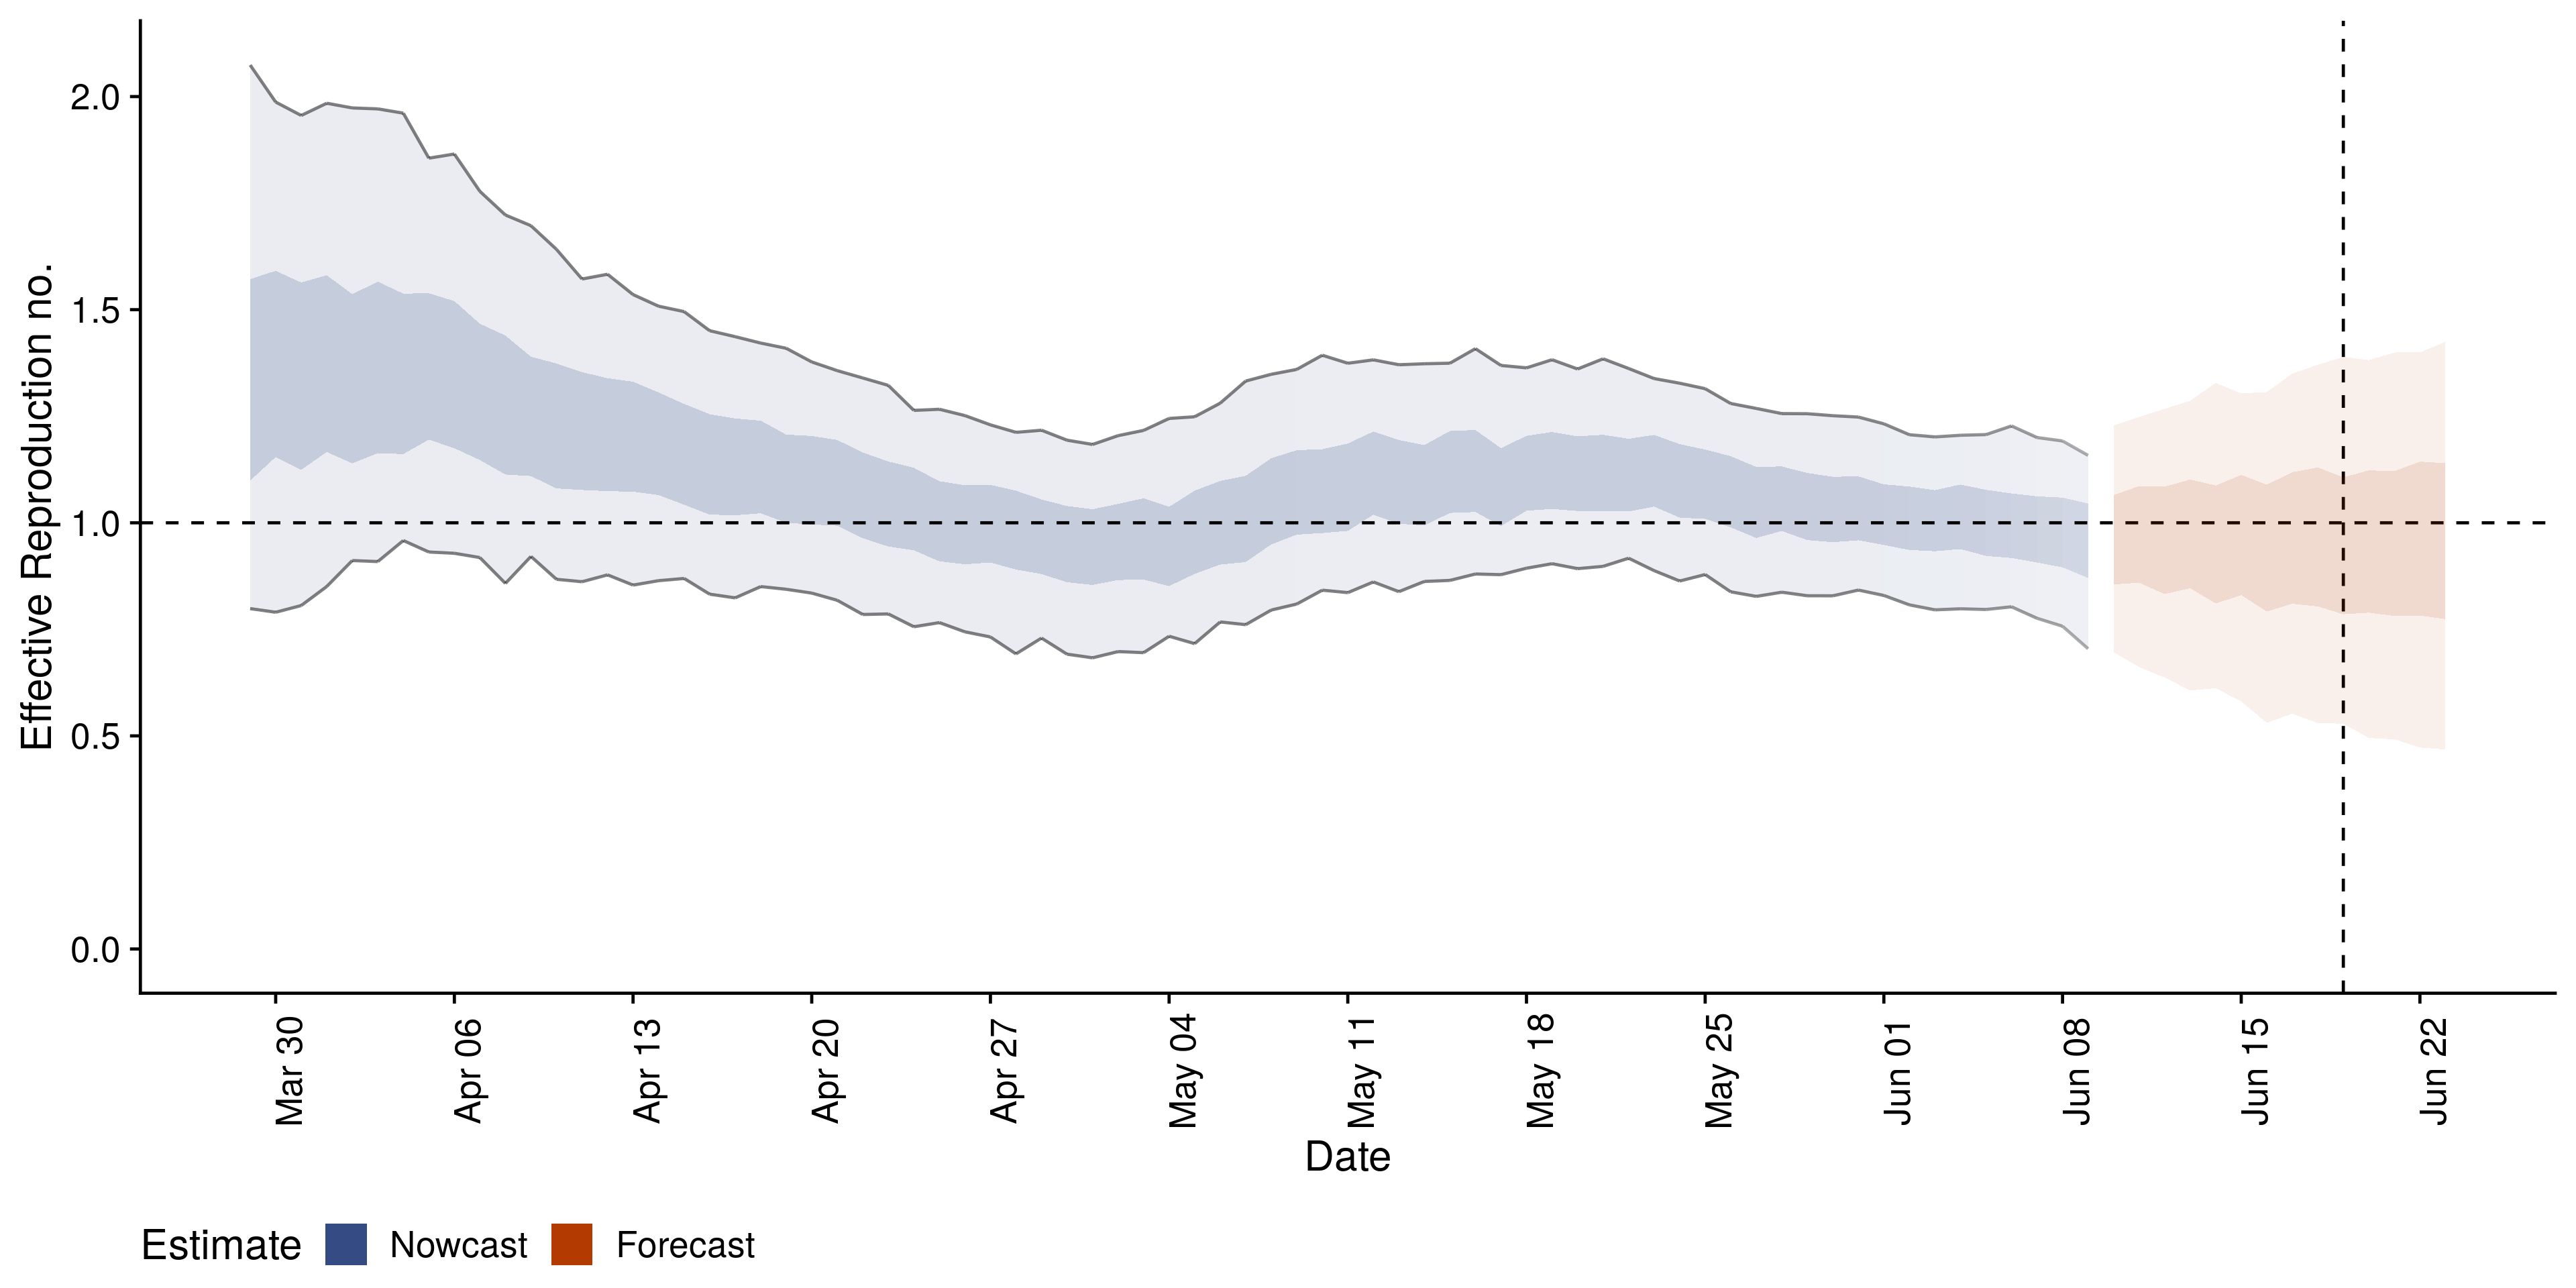 Effective Reproduction no.
2.0
1.5
1.0
0.5
0.0
Mar 30
Apr 06
Apr 13
Apr 20
Apr 27
May 04
May 11
May 18
May 25
Jun 01
Jun 08
Jun 15
Jun 22
Date
Estimate Nowcast Forecast